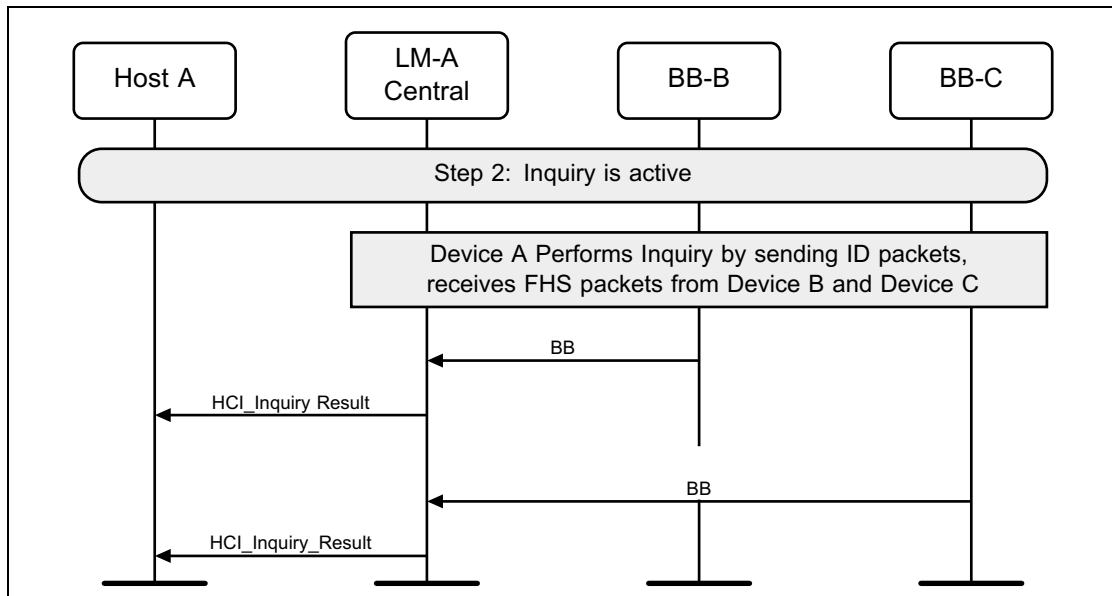 Host A
LM-A
Central
BB-B
BB-C
Step 2: Inquiry is active
Device A Performs Inquiry by sending ID packets,
receives FHS packets from Device B and Device C
BB
HCI_Inquiry Result
BB
HCI_Inquiry_Result